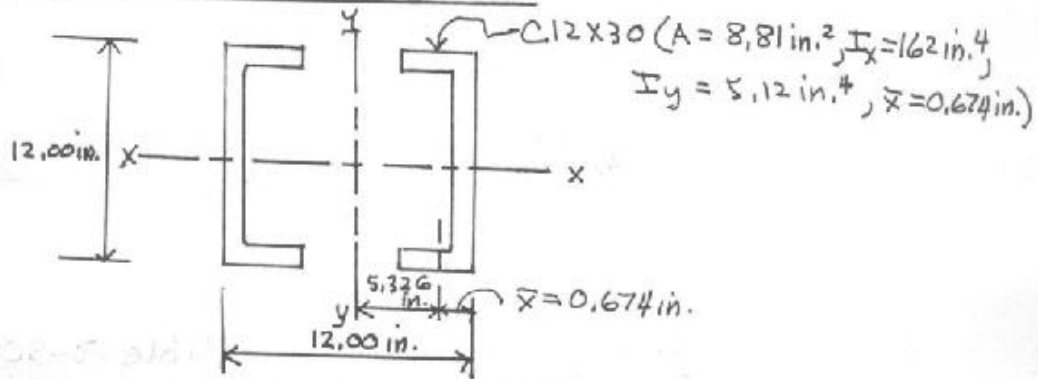 y
C12X30 (A = 8.81 in.², Ix=162 in.⁴,
Iy = 5.12 in.⁴, x̄=0.674 in.)
12.00 in.
X
X
5.326
in.
x̄=0.674 in.
y
12.00 in.